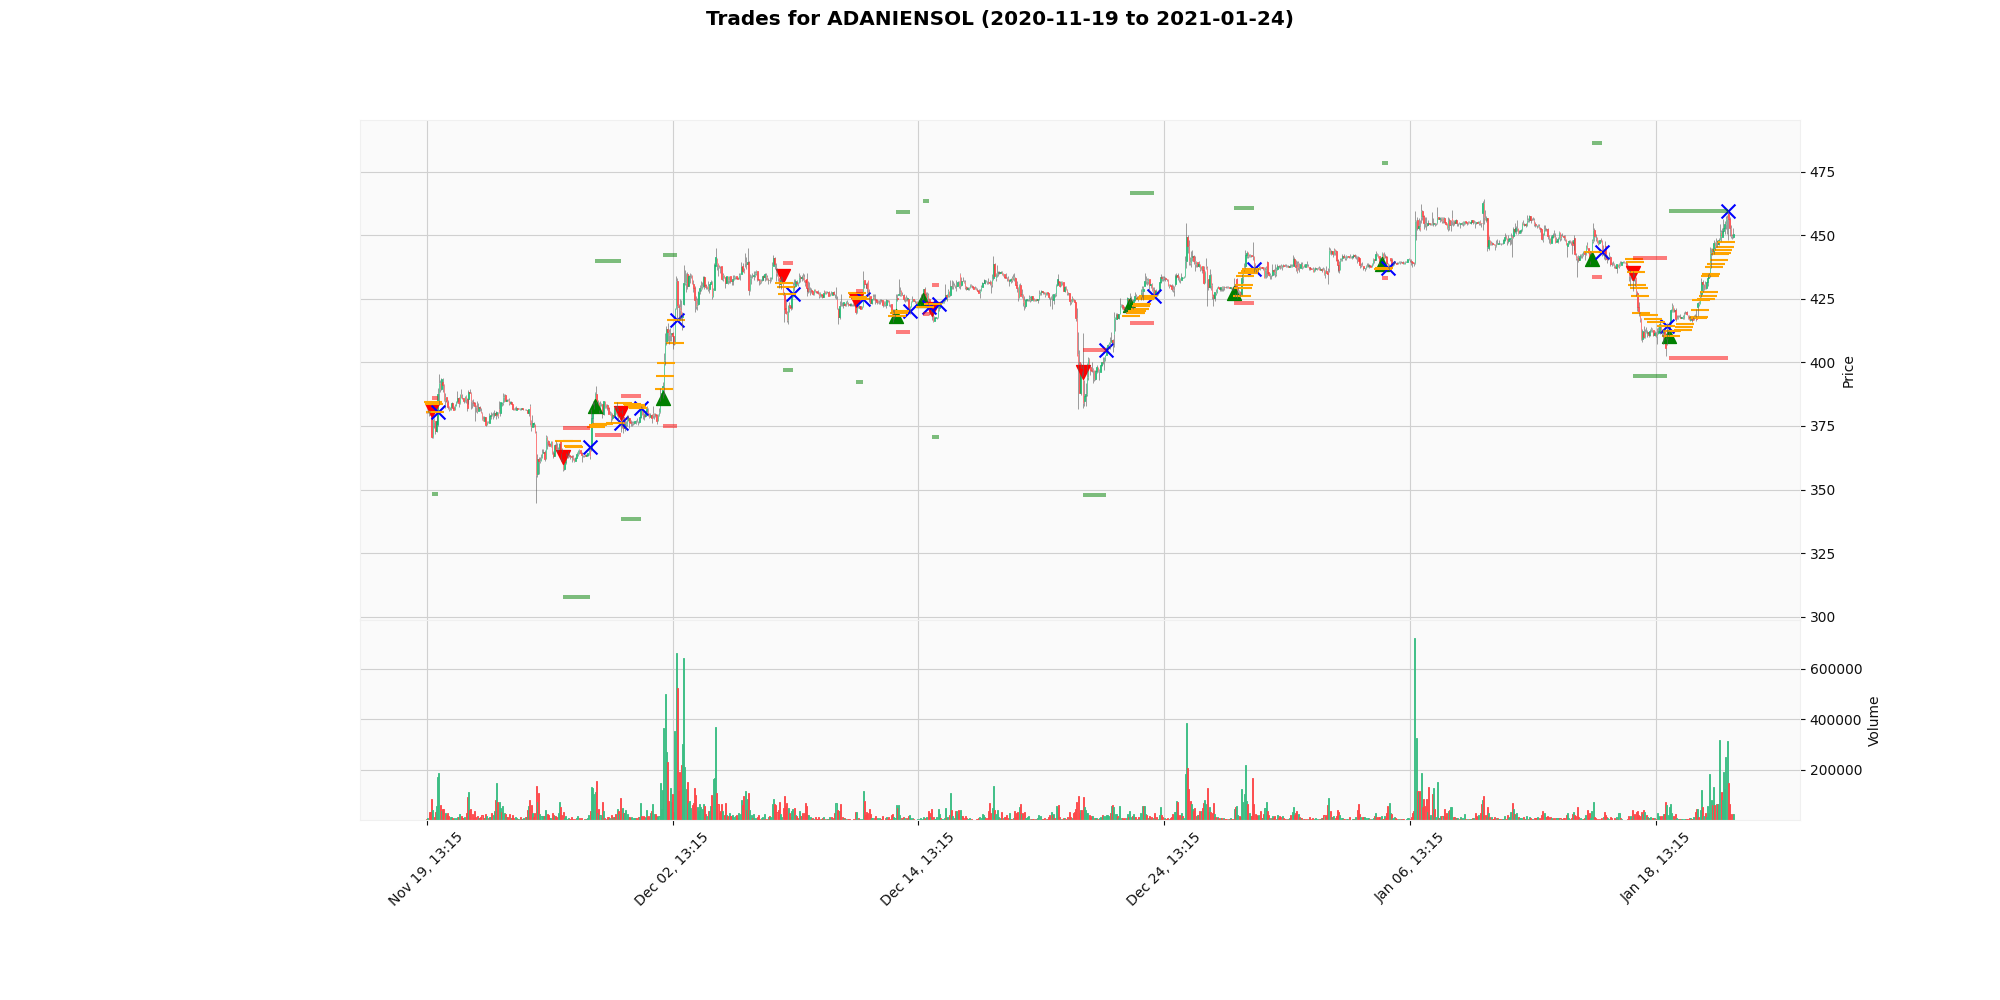 Trades for ADANIENSOL (2020-11-19 to 2021-01-24)
475
450
425
400
375
350
325
300
Price
600000
400000
200000
Volume
Nov 19, 13:15
Dec 02, 13:15
Dec 14, 13:15
Dec 24, 13:15
Jan 06, 13:15
Jan 18, 13:15